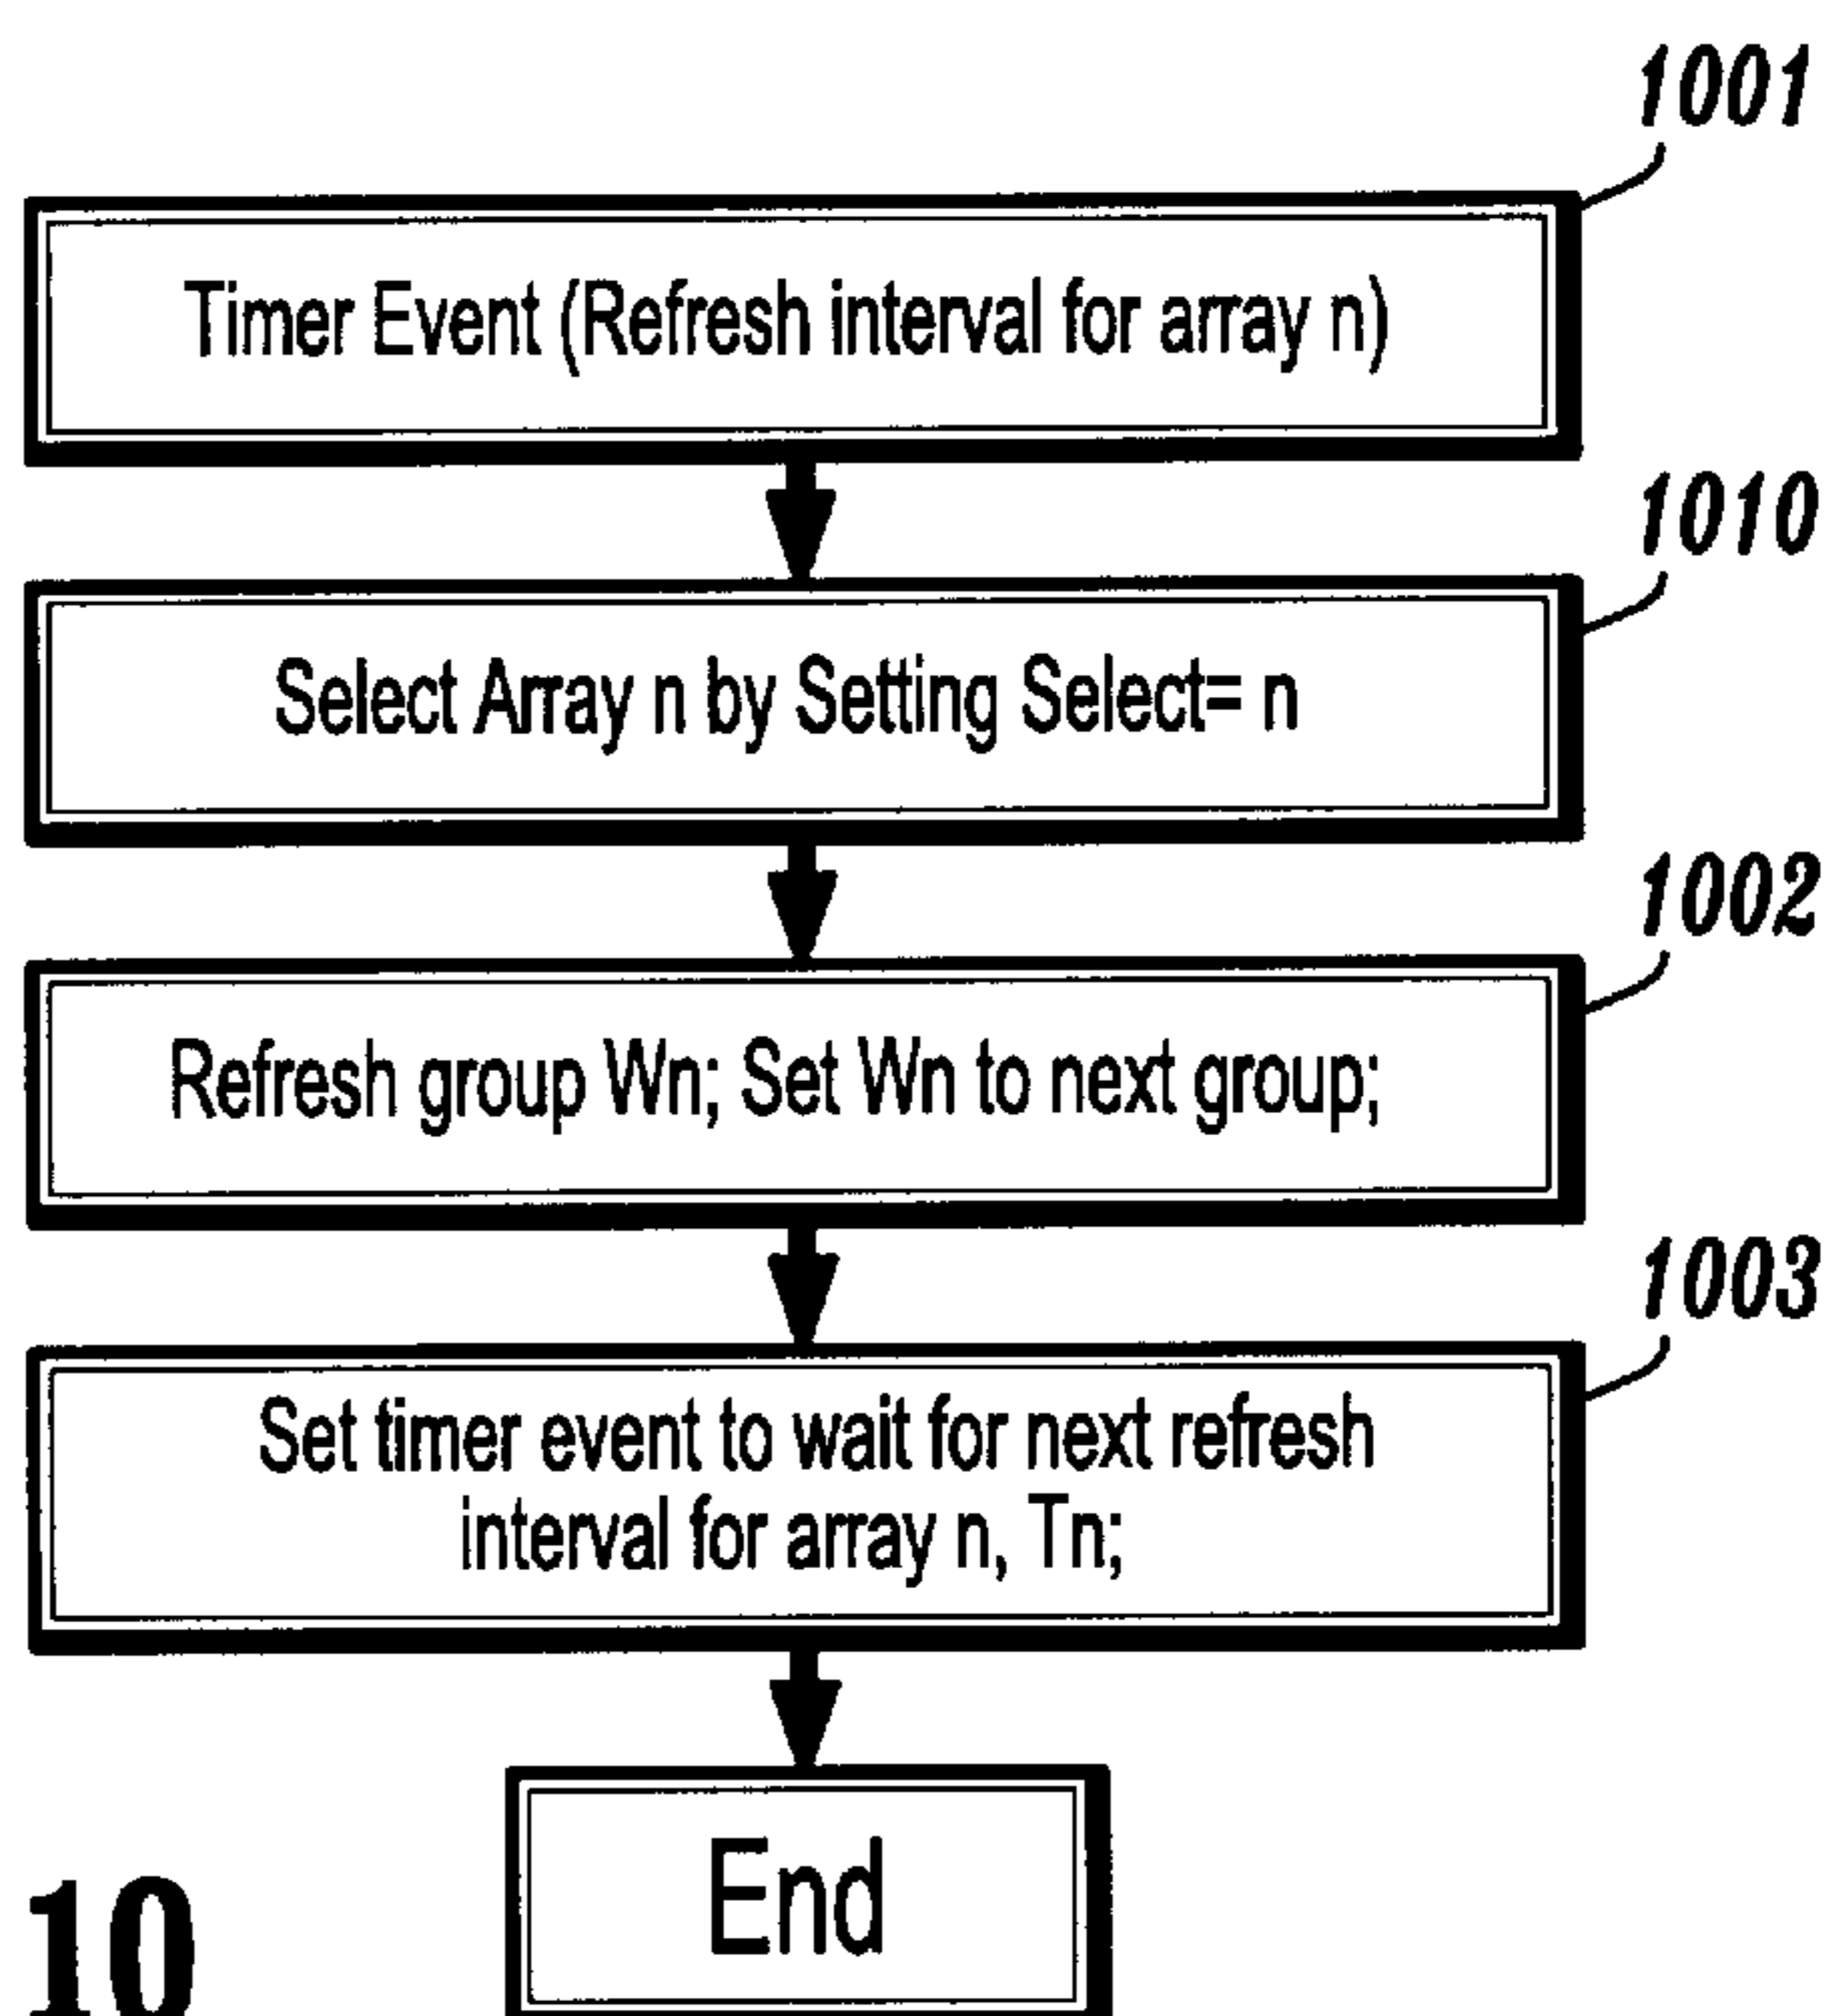 1001
Timer Event (Refresh interval for array n)
1010
Select Array n by Setting Select= n
1002
Refresh group Wn; Set Wn to next group;
1003
Set timer event to wait for next refresh
interval for array n, Tn;
End
10